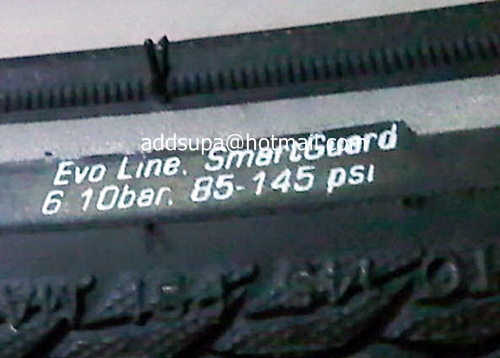 addsupa@hotmail.com
Evo Line. SmartGuard
6 10bar. 85-145 psi